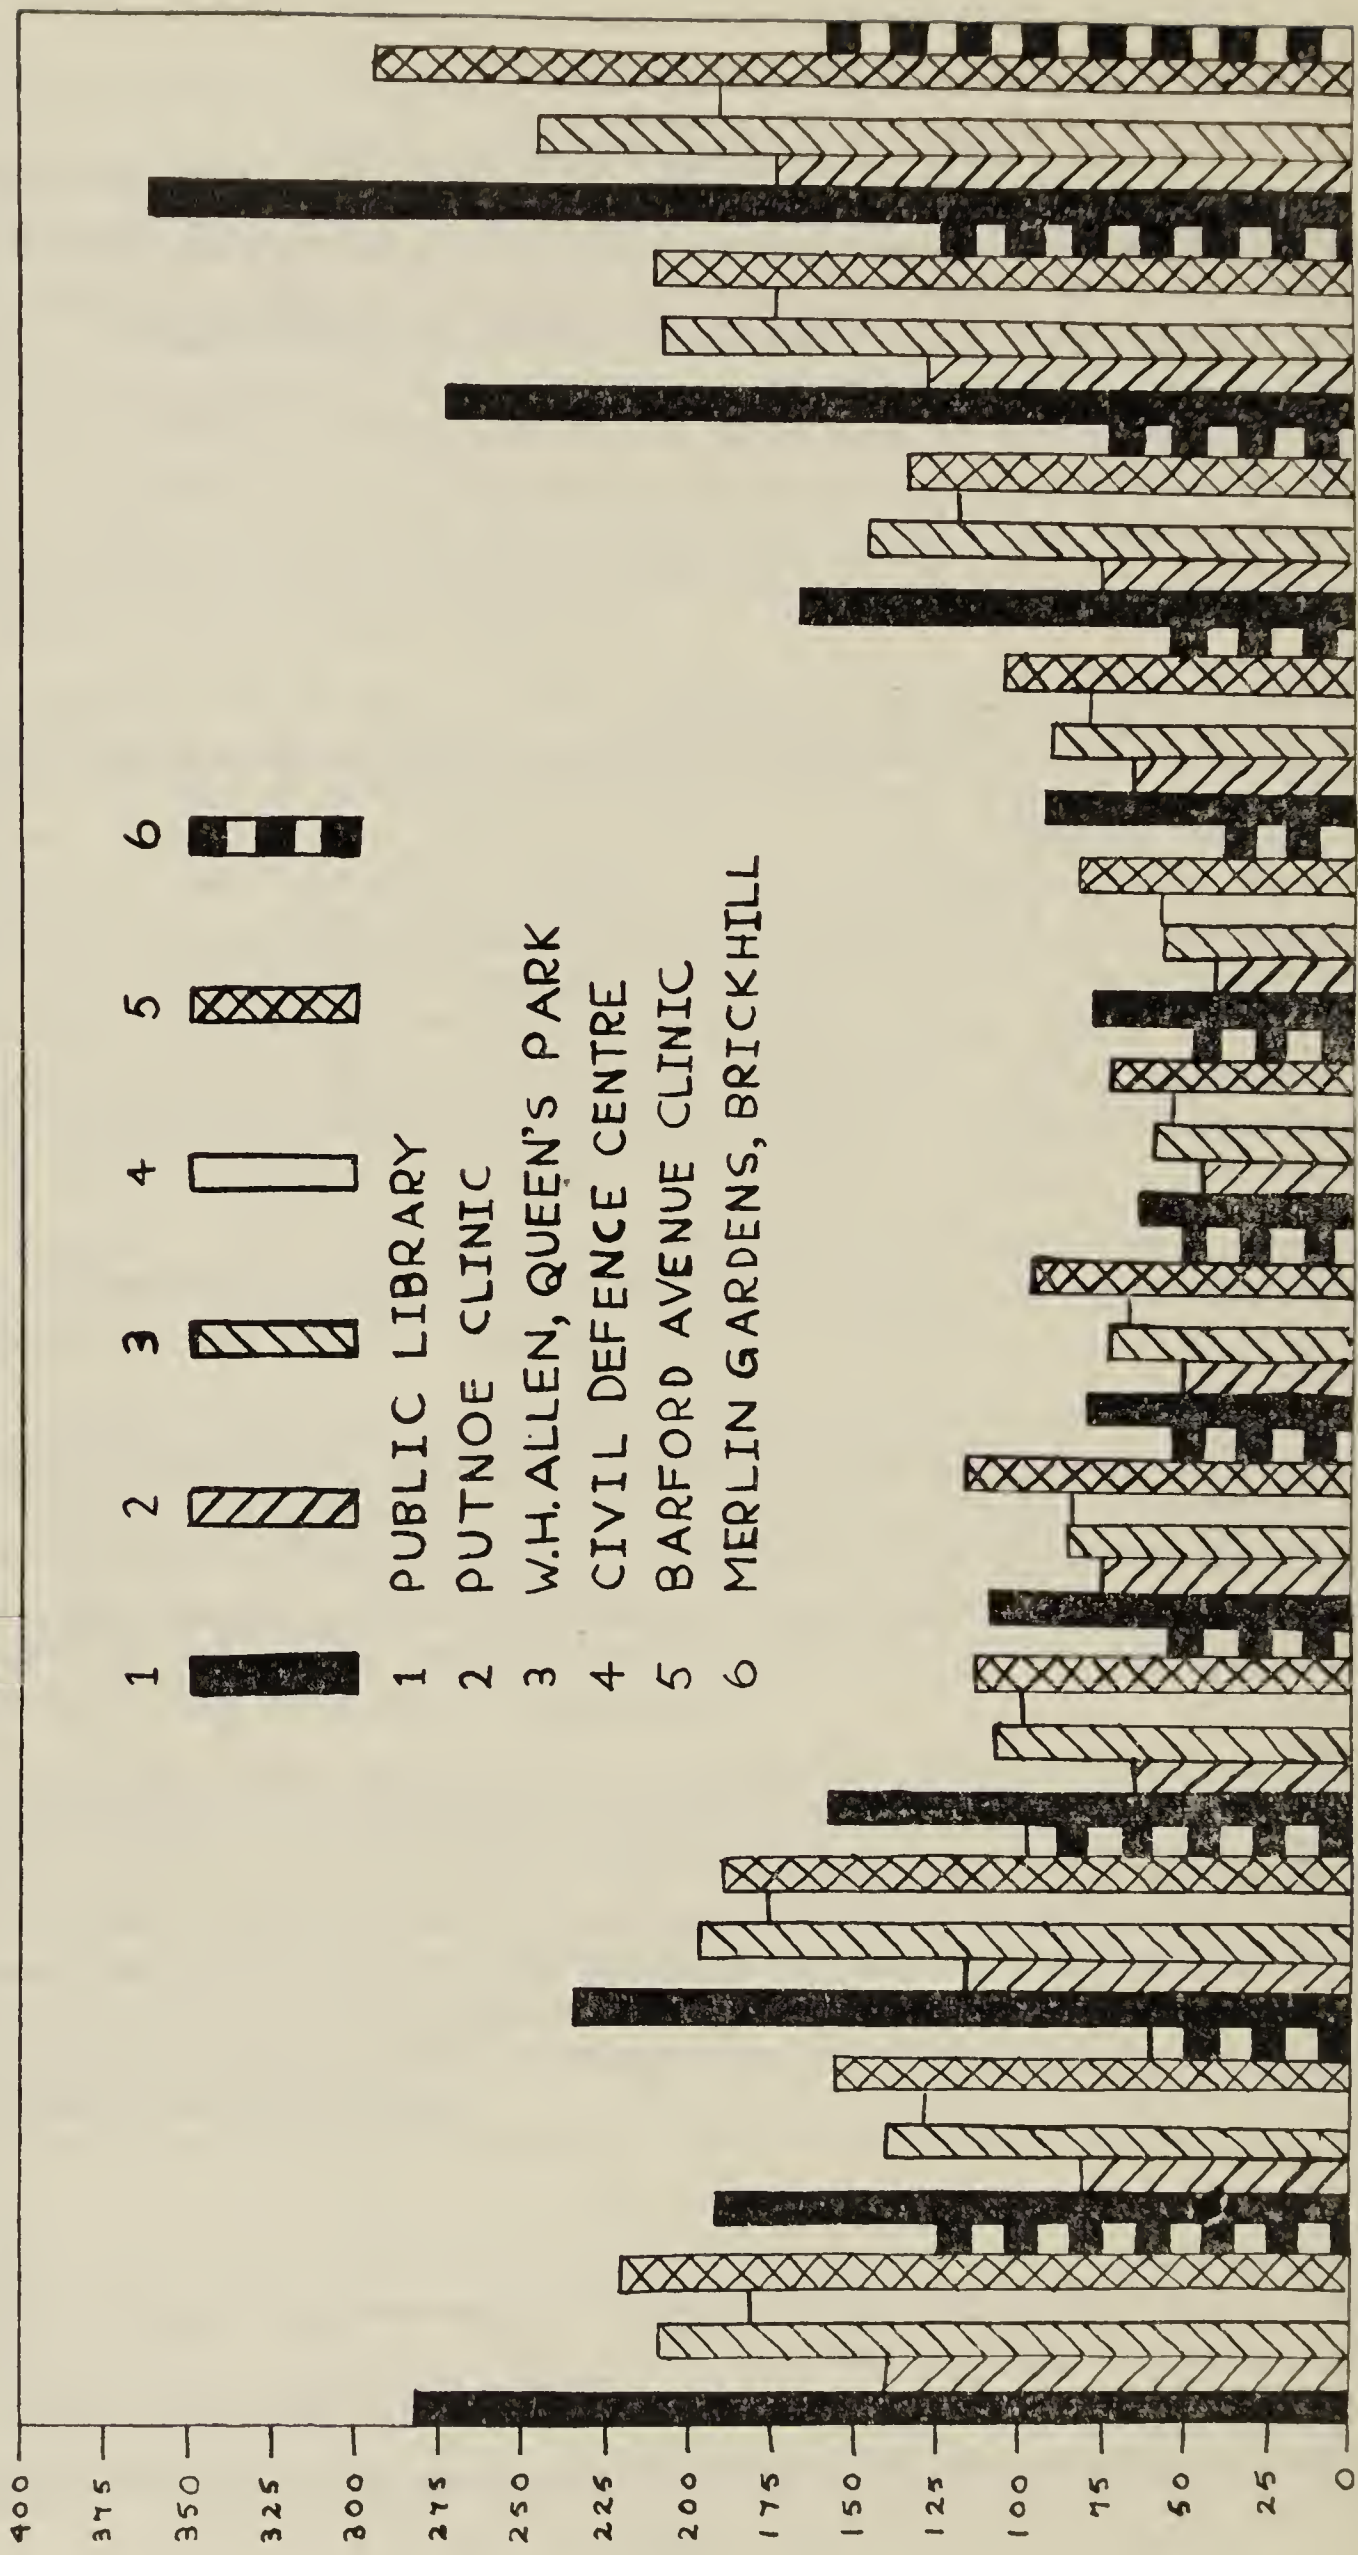 1 2 3 4 5 6
1 PUBLIC LIBRARY
2 PUTNOE CLINIC
3 W.H.ALLEN, QUEEN'S PARK
4 CIVIL DEFENCE CENTRE
5 BARFORD AVENUE CLINIC
6 MERLIN GARDENS, BRICKHILL
400
375
350
325
300
275
250
225
200
175
150
125
100
75
50
25
0